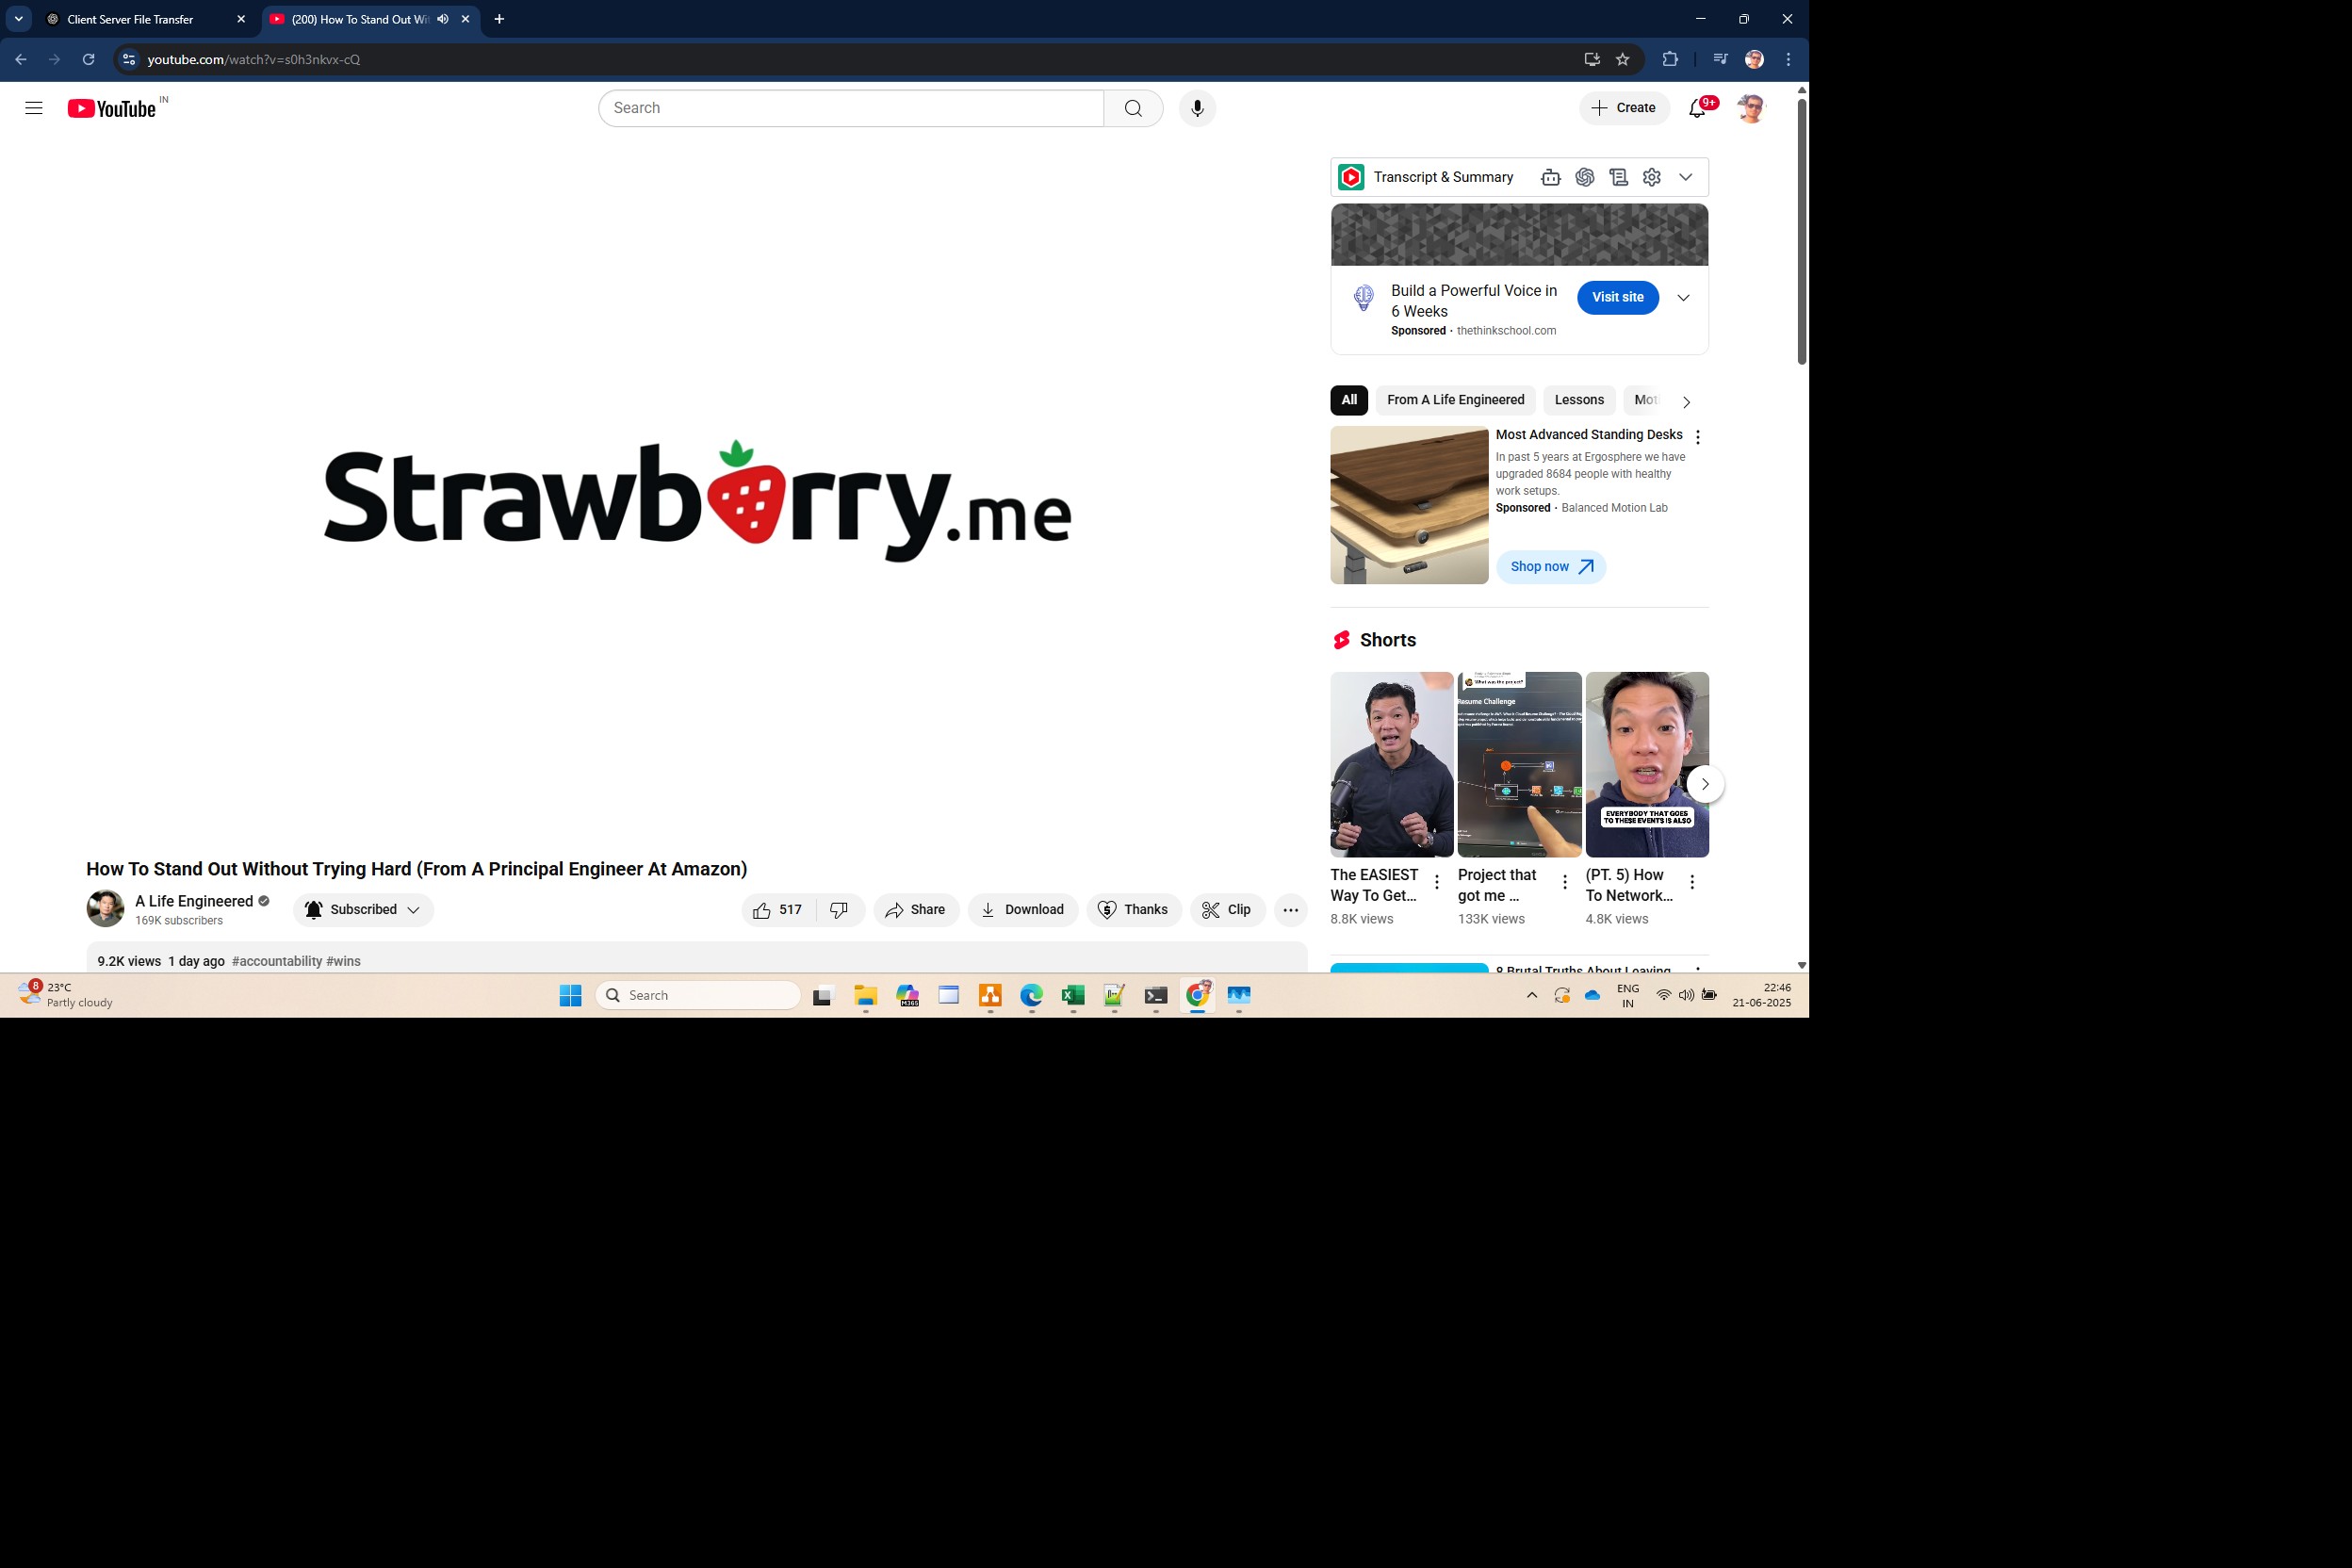 Client Server File Transfer
(200) How To Stand Out Wi
youtube.com/watch?v=s0h3nkvx-cQ
YouTube IN
Search
Create
9+
Transcript & Summary
Build a Powerful Voice in
6 Weeks
Sponsored · thethinkschool.com
Visit site
All
From A Life Engineered
Lessons
Mot
Strawberry.me
Most Advanced Standing Desks
In past 5 years at Ergosphere we have
upgraded 8684 people with healthy
work setups.
Sponsored · Balanced Motion Lab
Shop now
Shorts
What was the project?
Resume Challenge
EVERYBODY THAT GOES
TO THESE EVENTS IS ALSO
The EASIEST
Way To Get...
8.8K views
Project that
got me ...
133K views
(PT. 5) How
To Network...
4.8K views
How To Stand Out Without Trying Hard (From A Principal Engineer At Amazon)
A Life Engineered
169K subscribers
Subscribed
517
Share
Download
Thanks
Clip
9.2K views 1 day ago #accountability #wins
8 Brutal Truths About Leaving
8
23°C
Partly cloudy
Search
M365
ENG
IN
22:46
21-06-2025